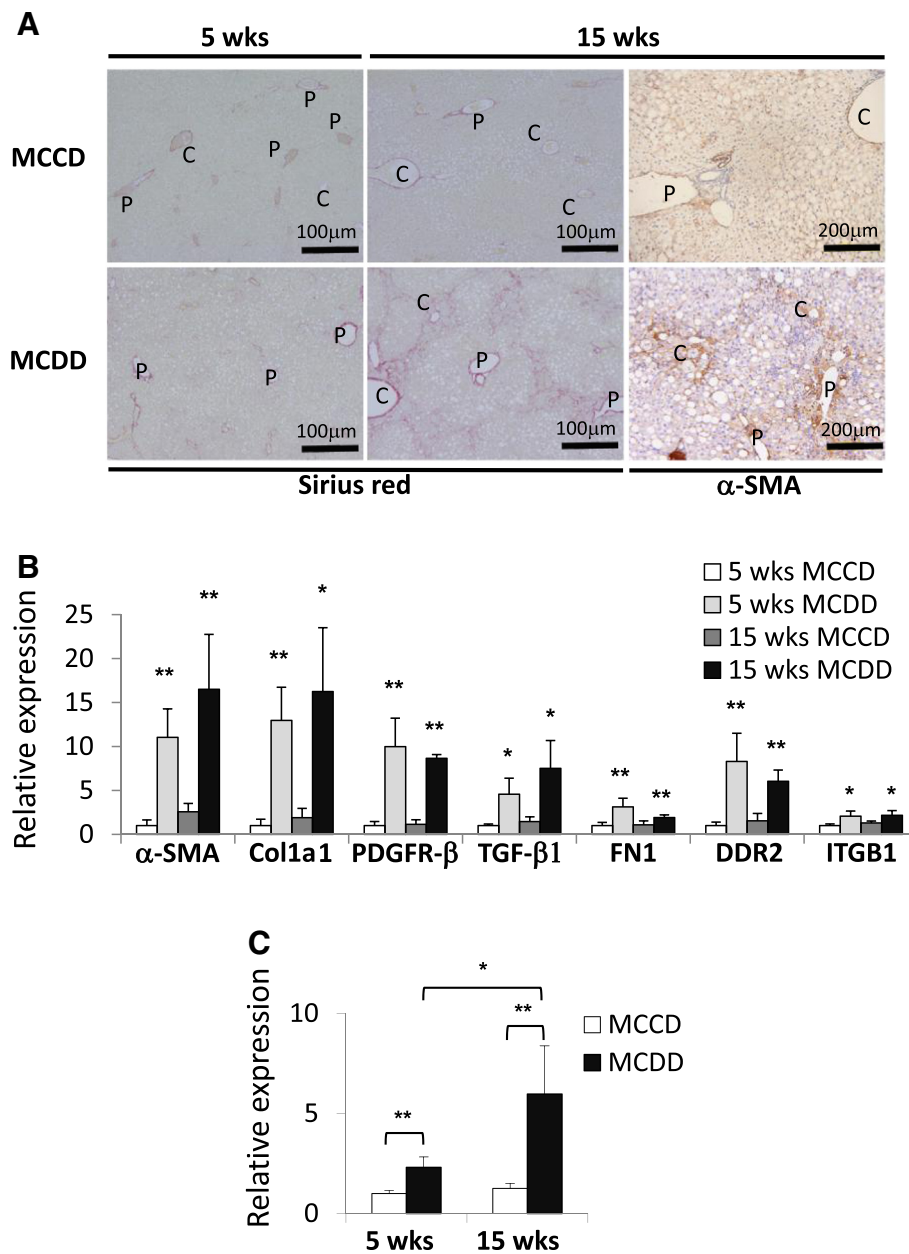 A
5 wks 15 wks
MCCD
P
P
P
C
P
C
100μm
P
C
C
C
100μm
C
P
200μm
MCDD
P
P
P
100μm
C
P
C
P
100μm
C
C
P
P
200μm
Sirius red α-SMA
B
Relative expression
25
20
15
10
5
0
** ** ** * ** ** * * ** ** ** ** * *
α-SMA Col1a1 PDGFR-β TGF-β1 FN1 DDR2 ITGB1
5 wks MCCD
5 wks MCDD
15 wks MCCD
15 wks MCDD
C
Relative expression
10
5
0
*
**
**
5 wks 15 wks
MCCD
MCDD